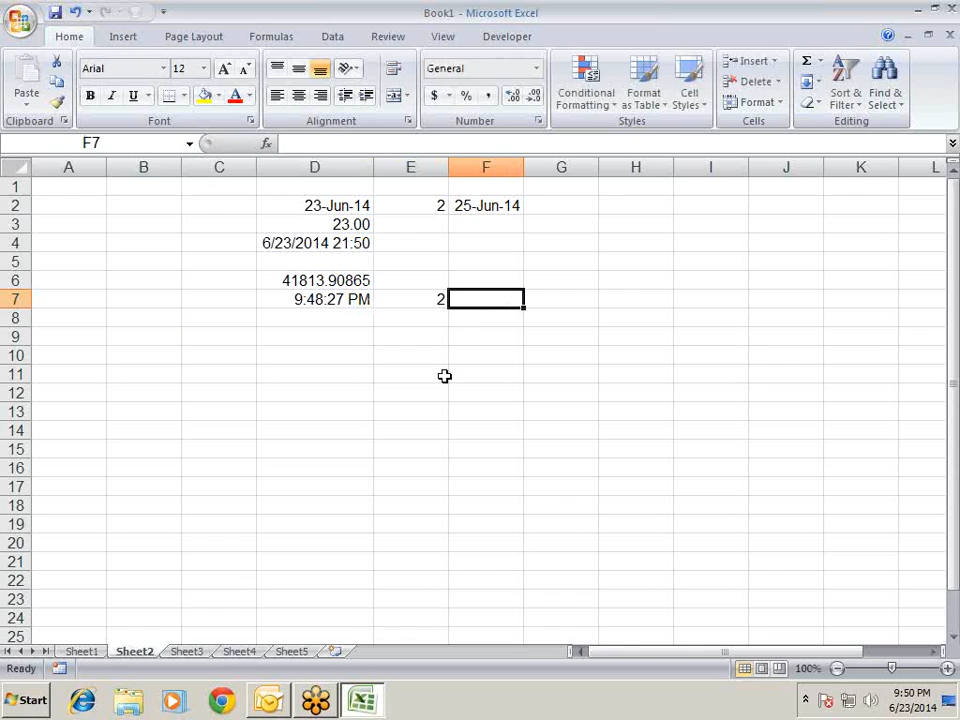 Book1 - Microsoft Excel
Home Insert Page Layout Formulas Data Review View Developer
Paste
Arial 12
B I U
General
$ % ,
Conditional Formatting
Format as Table
Cell Styles
Insert
Delete
Format
Sort & Filter
Find & Select
Clipboard Font Alignment Number Styles Cells Editing
F7 fx
A B C D E F G H I J K L
1
2 23-Jun-14 2 25-Jun-14
3 23.00
4 6/23/2014 21:50
5
6 41813.90865
7 9:48:27 PM 2
8
9
10
11
12
13
14
15
16
17
18
19
20
21
22
23
24
25
Sheet1 Sheet2 Sheet3 Sheet4 Sheet5
Ready 100%
Start 9:50 PM
6/23/2014